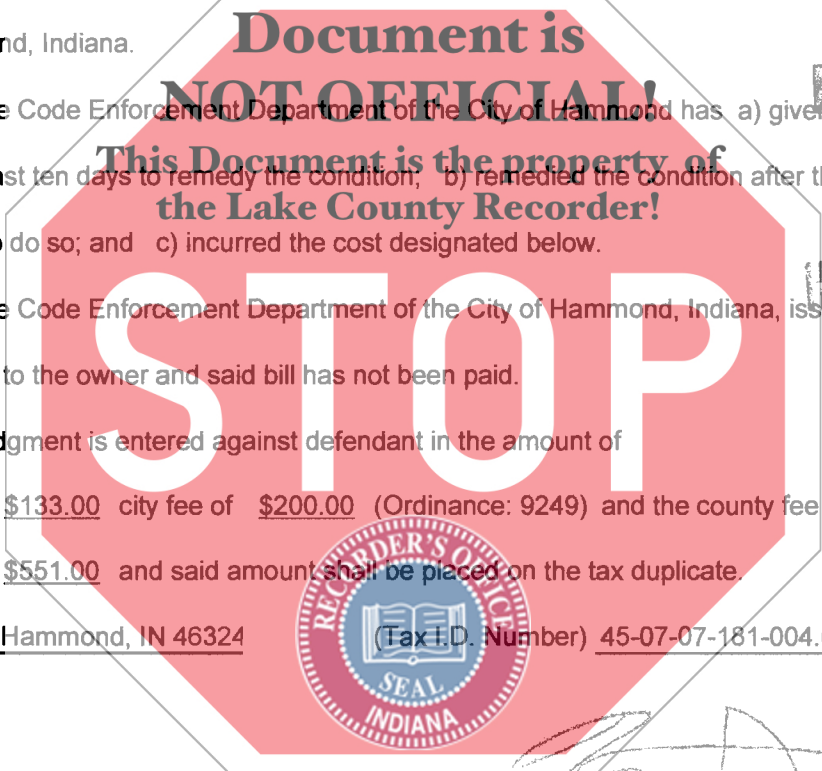 Document is
nd, Indiana.
NOT OFFICIAL!
e Code Enforcement Department of the City of Hammond has a) give
This Document is the property of
st ten days to remedy the condition; b) remedied the condition after th
the Lake County Recorder!
do so; and c) incurred the cost designated below.
e Code Enforcement Department of the City of Hammond, Indiana, iss
STOP
to the owner and said bill has not been paid.
dgment is entered against defendant in the amount of
$133.00 city fee of $200.00 (Ordinance: 9249) and the county fee
$551.00 and said amount shall be placed on the tax duplicate.
RECORDER'S OFFICE
Hammond, IN 46324 (Tax I.D. Number) 45-07-07-181-004.
SEAL
INDIANA